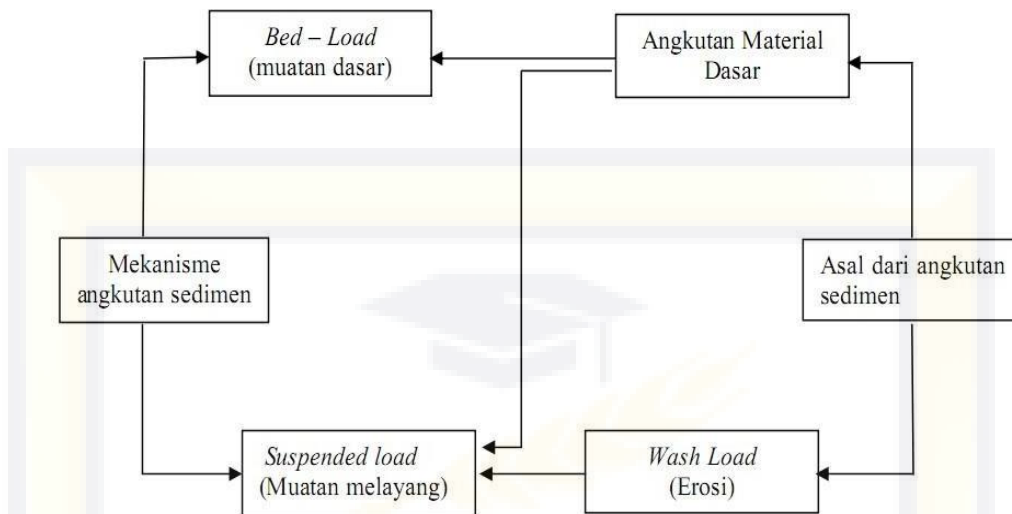 Bed – Load
(muatan dasar)
Angkutan Material
Dasar
Mekanisme
angkutan sedimen
Asal dari angkutan
sedimen
Suspended load
(Muatan melayang)
Wash Load
(Erosi)